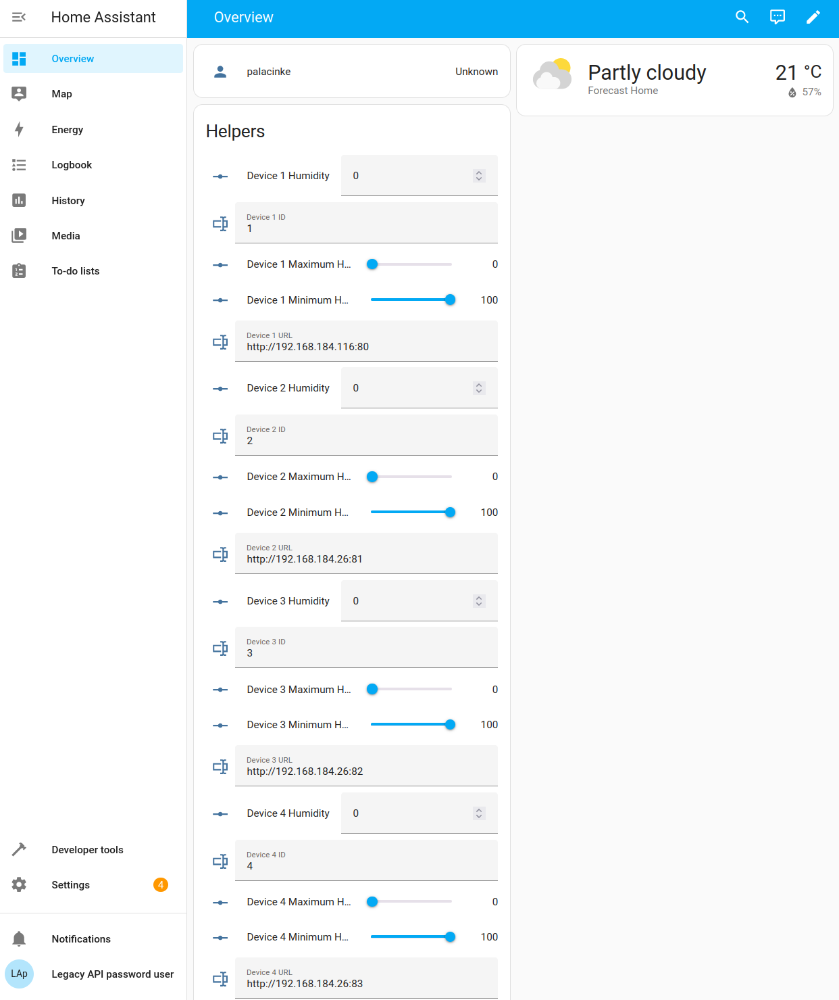 Home Assistant
Overview
Overview
Map
Energy
Logbook
History
Media
To-do lists
Developer tools
Settings
4
Notifications
LAp
Legacy API password user
palacinke
Unknown
Helpers
Device 1 Humidity
0
Device 1 ID
1
Device 1 Maximum H...
0
Device 1 Minimum H...
100
Device 1 URL
http://192.168.184.116:80
Device 2 Humidity
0
Device 2 ID
2
Device 2 Maximum H...
0
Device 2 Minimum H...
100
Device 2 URL
http://192.168.184.26:81
Device 3 Humidity
0
Device 3 ID
3
Device 3 Maximum H...
0
Device 3 Minimum H...
100
Device 3 URL
http://192.168.184.26:82
Device 4 Humidity
0
Device 4 ID
4
Device 4 Maximum H...
0
Device 4 Minimum H...
100
Device 4 URL
http://192.168.184.26:83
Partly cloudy
Forecast Home
21 °C
57%